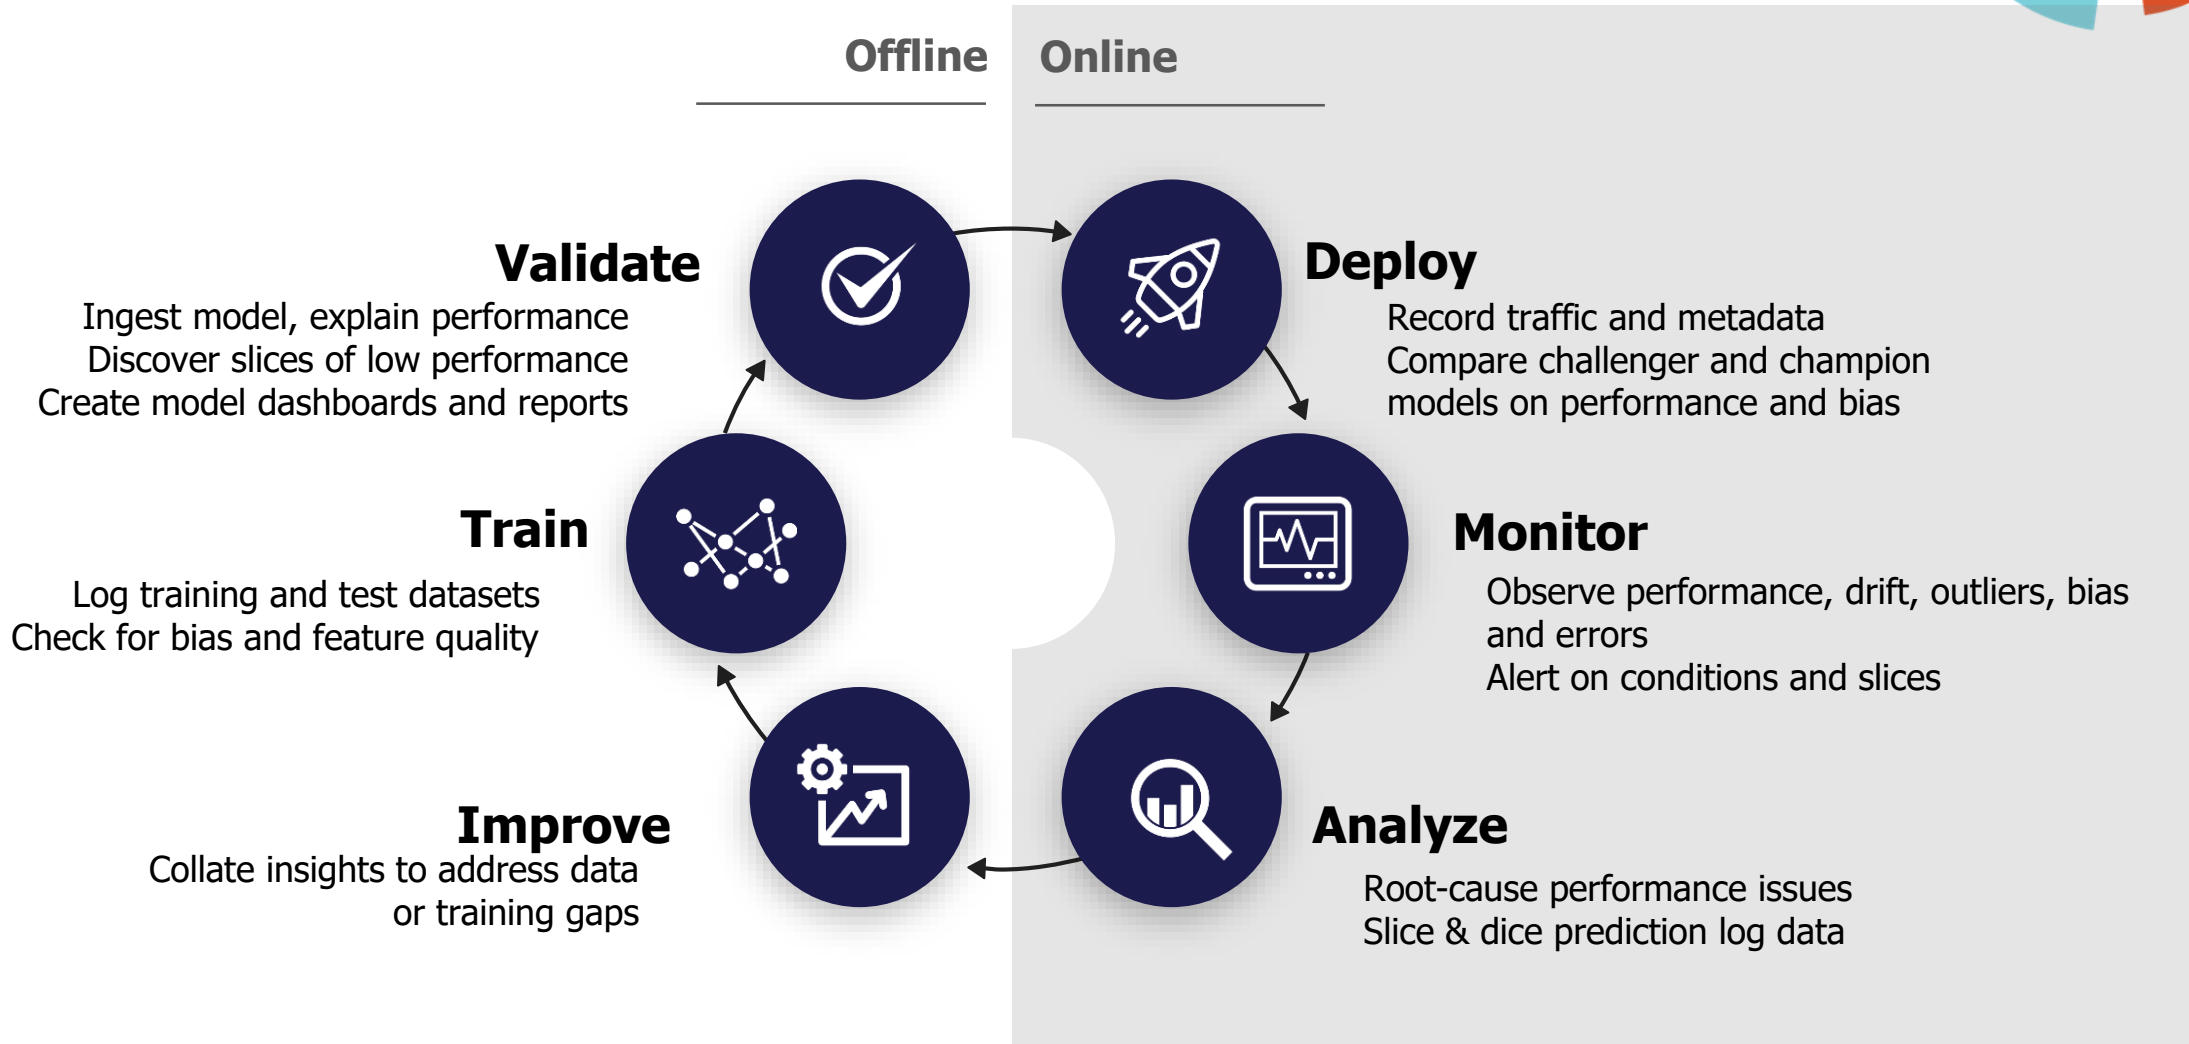 Offline
Online
Validate
Ingest model, explain performance
Discover slices of low performance
Create model dashboards and reports
Deploy
Record traffic and metadata
Compare challenger and champion
models on performance and bias
Train
Log training and test datasets
Check for bias and feature quality
Monitor
Observe performance, drift, outliers, bias
and errors
Alert on conditions and slices
Improve
Collate insights to address data
or training gaps
Analyze
Root-cause performance issues
Slice & dice prediction log data